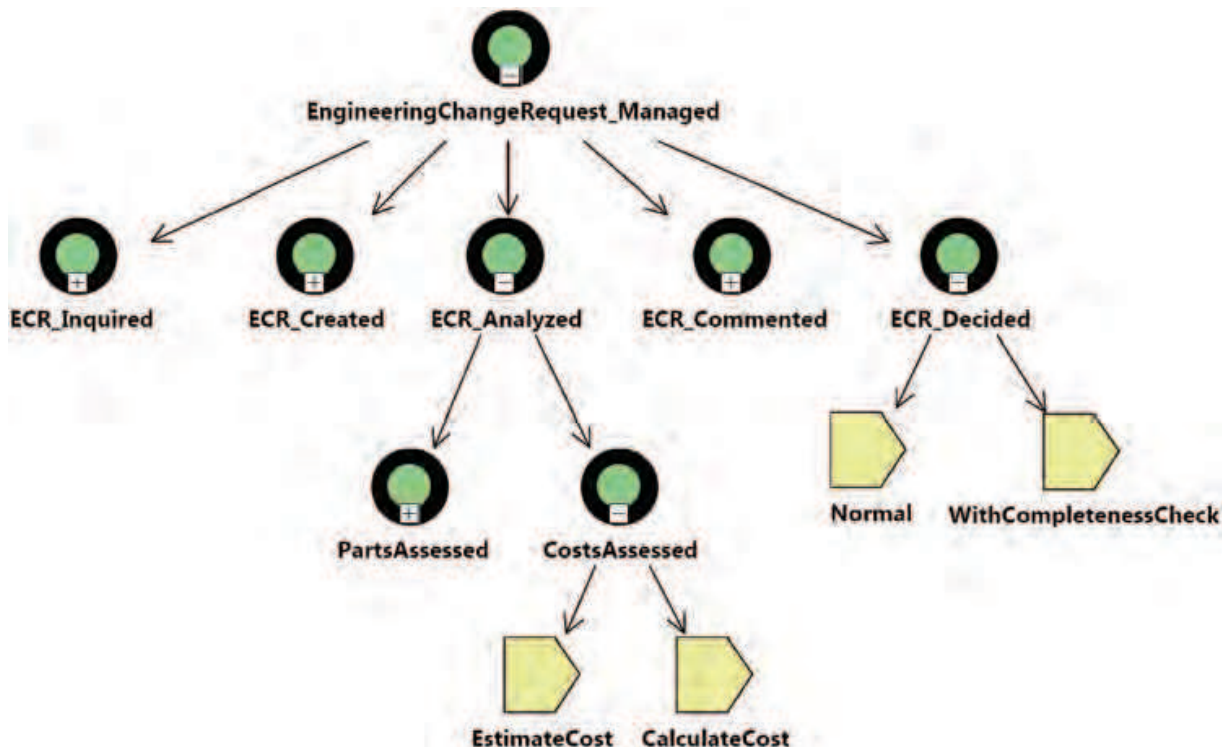 EngineeringChangeRequest_Managed
ECR_Inquired
ECR_Created
ECR_Analyzed
ECR_Commented
ECR_Decided
Normal
WithCompletenessCheck
PartsAssessed
CostsAssessed
EstimateCost
CalculateCost